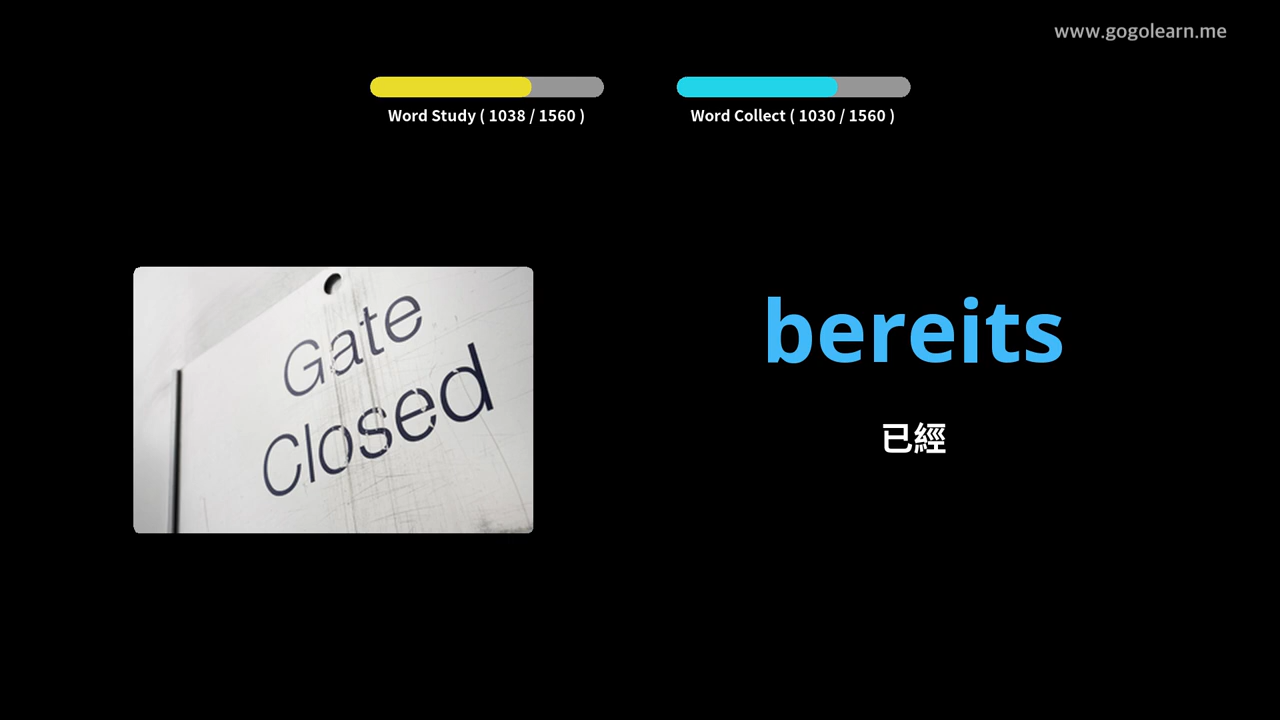 www.gogolearn.me
Word Study ( 1038 / 1560 )
Word Collect ( 1030 / 1560 )
Gate
Closed
bereits
已經